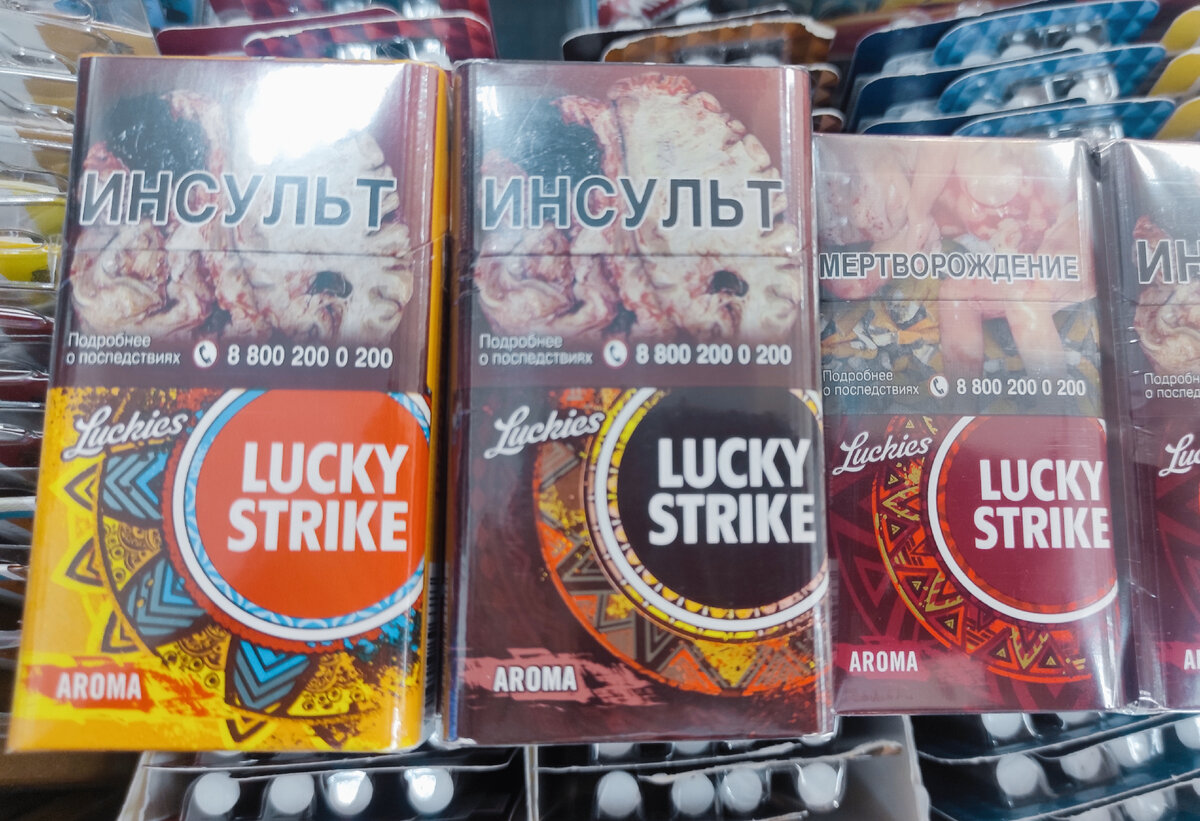 ИНСУЛЬТ
Подробнее
о последствиях
8 800 200 0 200
Luckies
LUCKY
STRIKE
AROMA
ИНСУЛЬТ
Подробнее
о последствиях
8 800 200 0 200
Luckies
LUCKY
STRIKE
AROMA
МЕРТВОРОЖДЕНИЕ
Подробнее
о последствиях
8 800 200 0 200
Luckies
LUCKY
STRIKE
AROMA